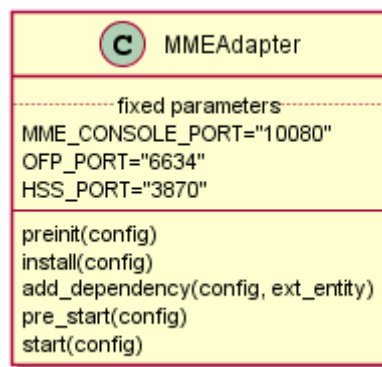 C MMEAdapter
fixed parameters
MME_CONSOLE_PORT="10080"
OFP_PORT="6634"
HSS_PORT="3870"
preinit(config)
install(config)
add_dependency(config, ext_entity)
pre_start(config)
start(config)